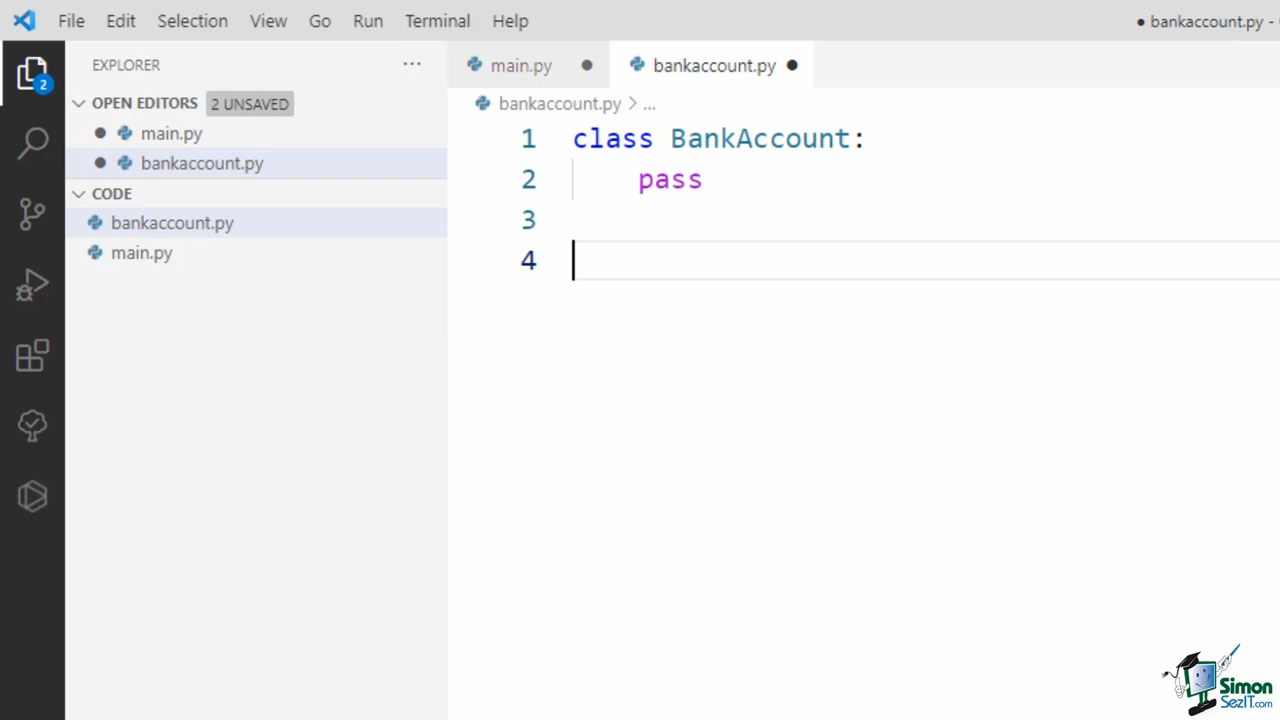 File Edit Selection View Go Run Terminal Help
● bankaccount.py -
EXPLORER ...
2
OPEN EDITORS 2 UNSAVED
● main.py
● bankaccount.py
CODE
bankaccount.py
main.py
main.py ● bankaccount.py ●
bankaccount.py > ...
1 class BankAccount:
2 pass
3
4
Simon
SezIT.com